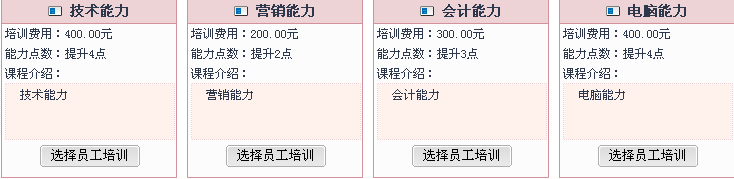 技术能力
培训费用：400.00元
能力点数：提升4点
课程介绍：
技术能力
选择员工培训
营销能力
培训费用：200.00元
能力点数：提升2点
课程介绍：
营销能力
选择员工培训
会计能力
培训费用：300.00元
能力点数：提升3点
课程介绍：
会计能力
选择员工培训
电脑能力
培训费用：400.00元
能力点数：提升4点
课程介绍：
电脑能力
选择员工培训